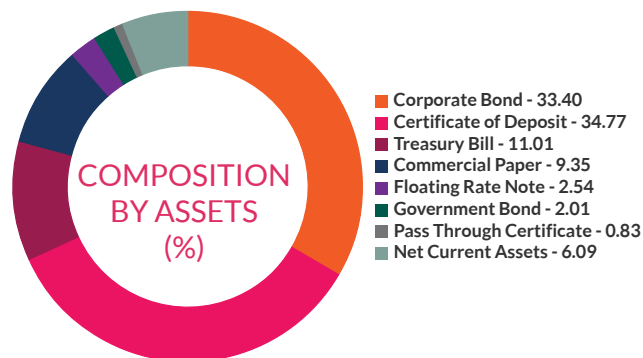 COMPOSITION
BY ASSETS
(%)
Corporate Bond - 33.40
Certificate of Deposit - 34.77
Treasury Bill - 11.01
Commercial Paper - 9.35
Floating Rate Note - 2.54
Government Bond - 2.01
Pass Through Certificate - 0.83
Net Current Assets - 6.09